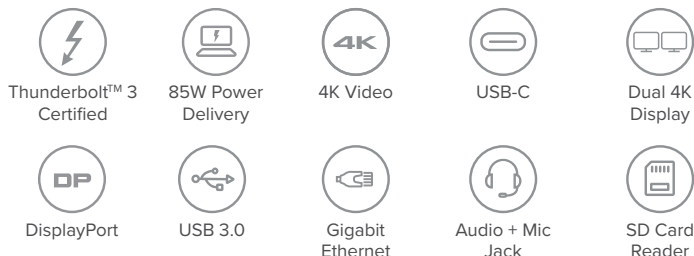 4K
Thunderbolt™ 3
Certified
85W Power
Delivery
4K Video
USB-C
Dual 4K
Display
DP
DisplayPort
USB 3.0
Gigabit
Ethernet
Audio + Mic
Jack
SD Card
Reader